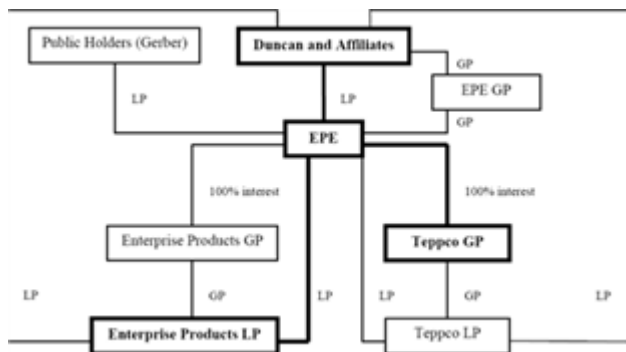 Public Holders (Gerber)
Duncan and Affiliates
GP
EPE GP
LP
LP
GP
EPE
100% interest
100% interest
Enterprise Products GP
Teppco GP
LP
GP
LP
LP
GP
LP
Enterprise Products LP
Teppco LP